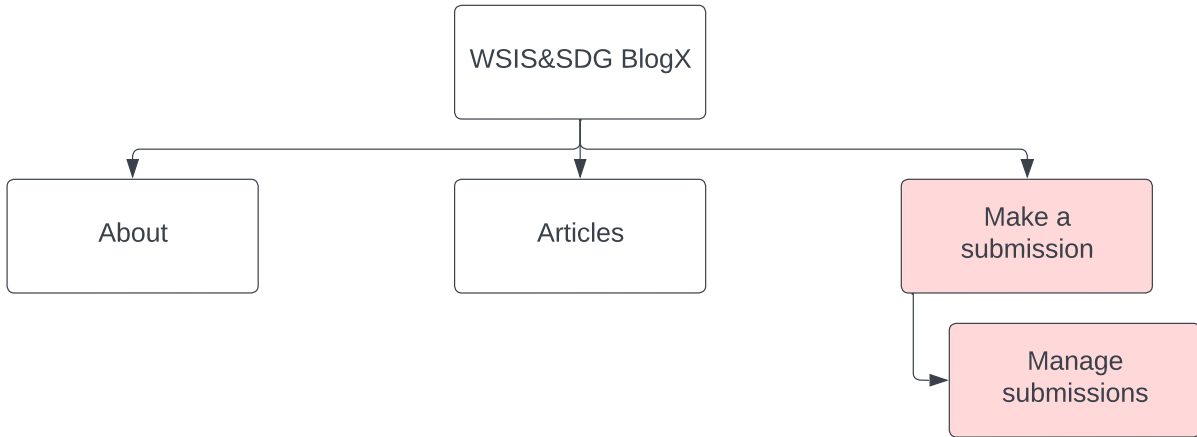 WSIS&SDG BlogX
About
Articles
Make a
submission
Manage
submissions